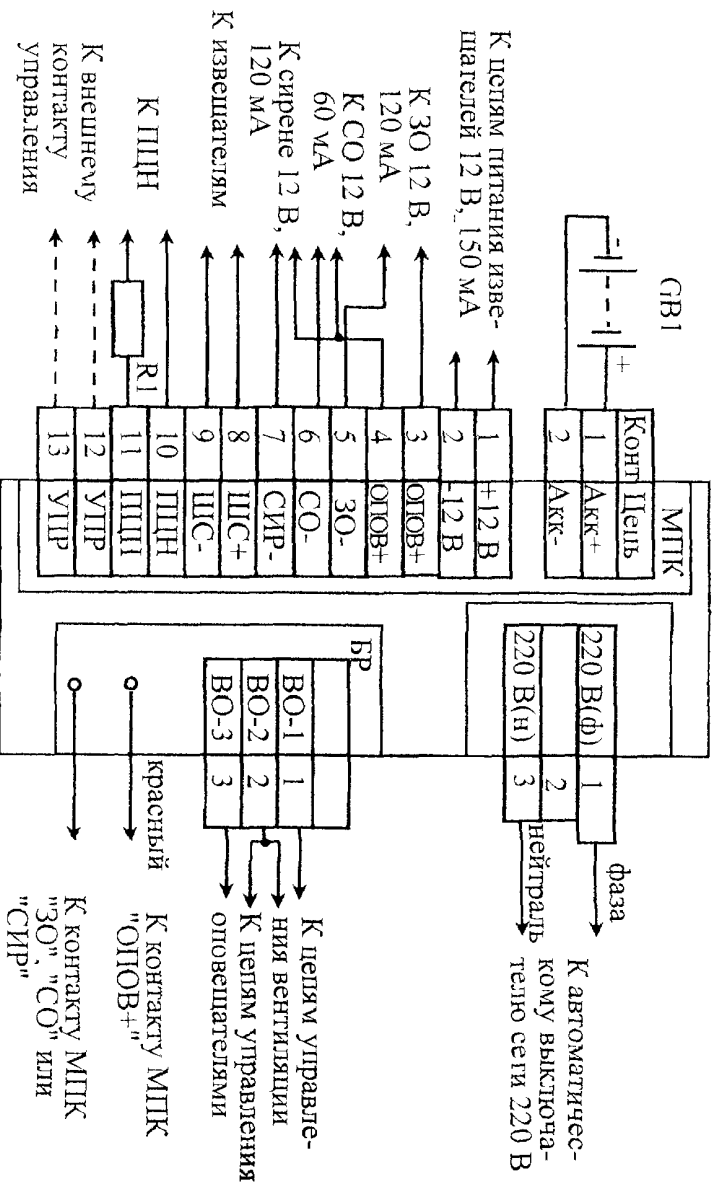 GB1
-
+
К цепям питания изве-
щателей 12 В, 150 мА
К ЗО 12 В,
120 мА
К СО 12 В,
60 мА
К сирене 12 В,
120 мА
К извещателям
К ПЦН
R1
К внешнему
контакту
управления
МПК
Конт Цепь
1 Акк+
2 Акк-
1 +12 В
2 -12 В
3 ОПОВ+
4 ОПОВ+
5 ЗО-
6 СО-
7 СИР-
8 ШС+
9 ШС-
10 ПЦН
11 ПЦН
12 УПР
13 УПР
220 В(ф) 1
2
220 В(н) 3
фаза
нейтраль
К автоматичес-
кому выключа-
телю сети 220 В
БР
ВО-1 1
ВО-2 2
ВО-3 3
К цепям управле-
ния вентиляции
К цепям управления
оповещателями
красный
К контакту МПК
"ОПОВ+"
К контакту МПК
"ЗО", "СО" или
"СИР"